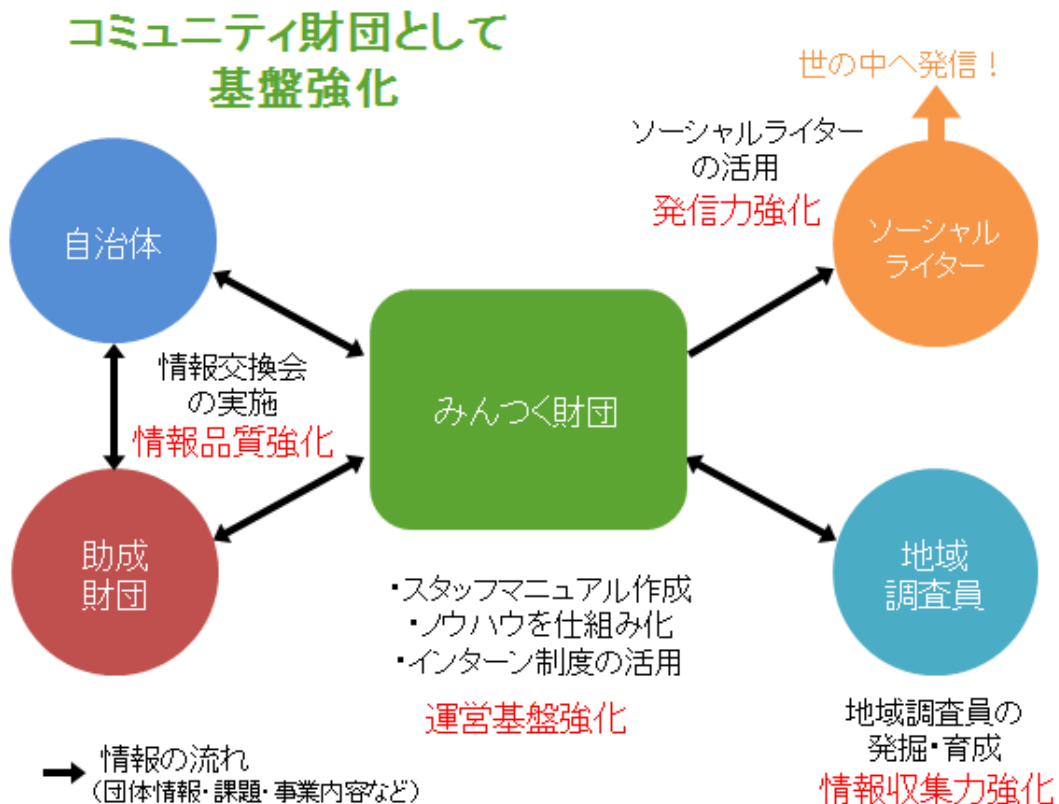 コミュニティ財団として
基盤強化
世の中へ発信！
ソーシャルライター
の活用
発信力強化
ソーシャル
ライター
自治体
情報交換会
の実施
情報品質強化
みんつく財団
助成
財団
・スタッフマニュアル作成
・ノウハウを仕組み化
・インターン制度の活用
運営基盤強化
地域
調査員
地域調査員の
発掘・育成
情報収集力強化
情報の流れ
（団体情報・課題・事業内容など）